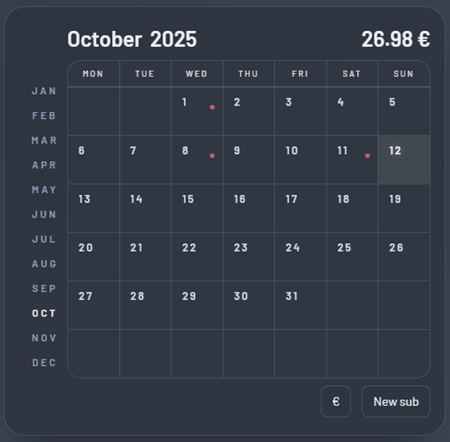 October 2025 26.98 €
MON TUE WED THU FRI SAT SUN
JAN
FEB
MAR
APR
MAY
JUN
JUL
AUG
SEP
OCT
NOV
DEC
1 2 3 4 5
6 7 8 9 10 11 12
13 14 15 16 17 18 19
20 21 22 23 24 25 26
27 28 29 30 31
€ New sub